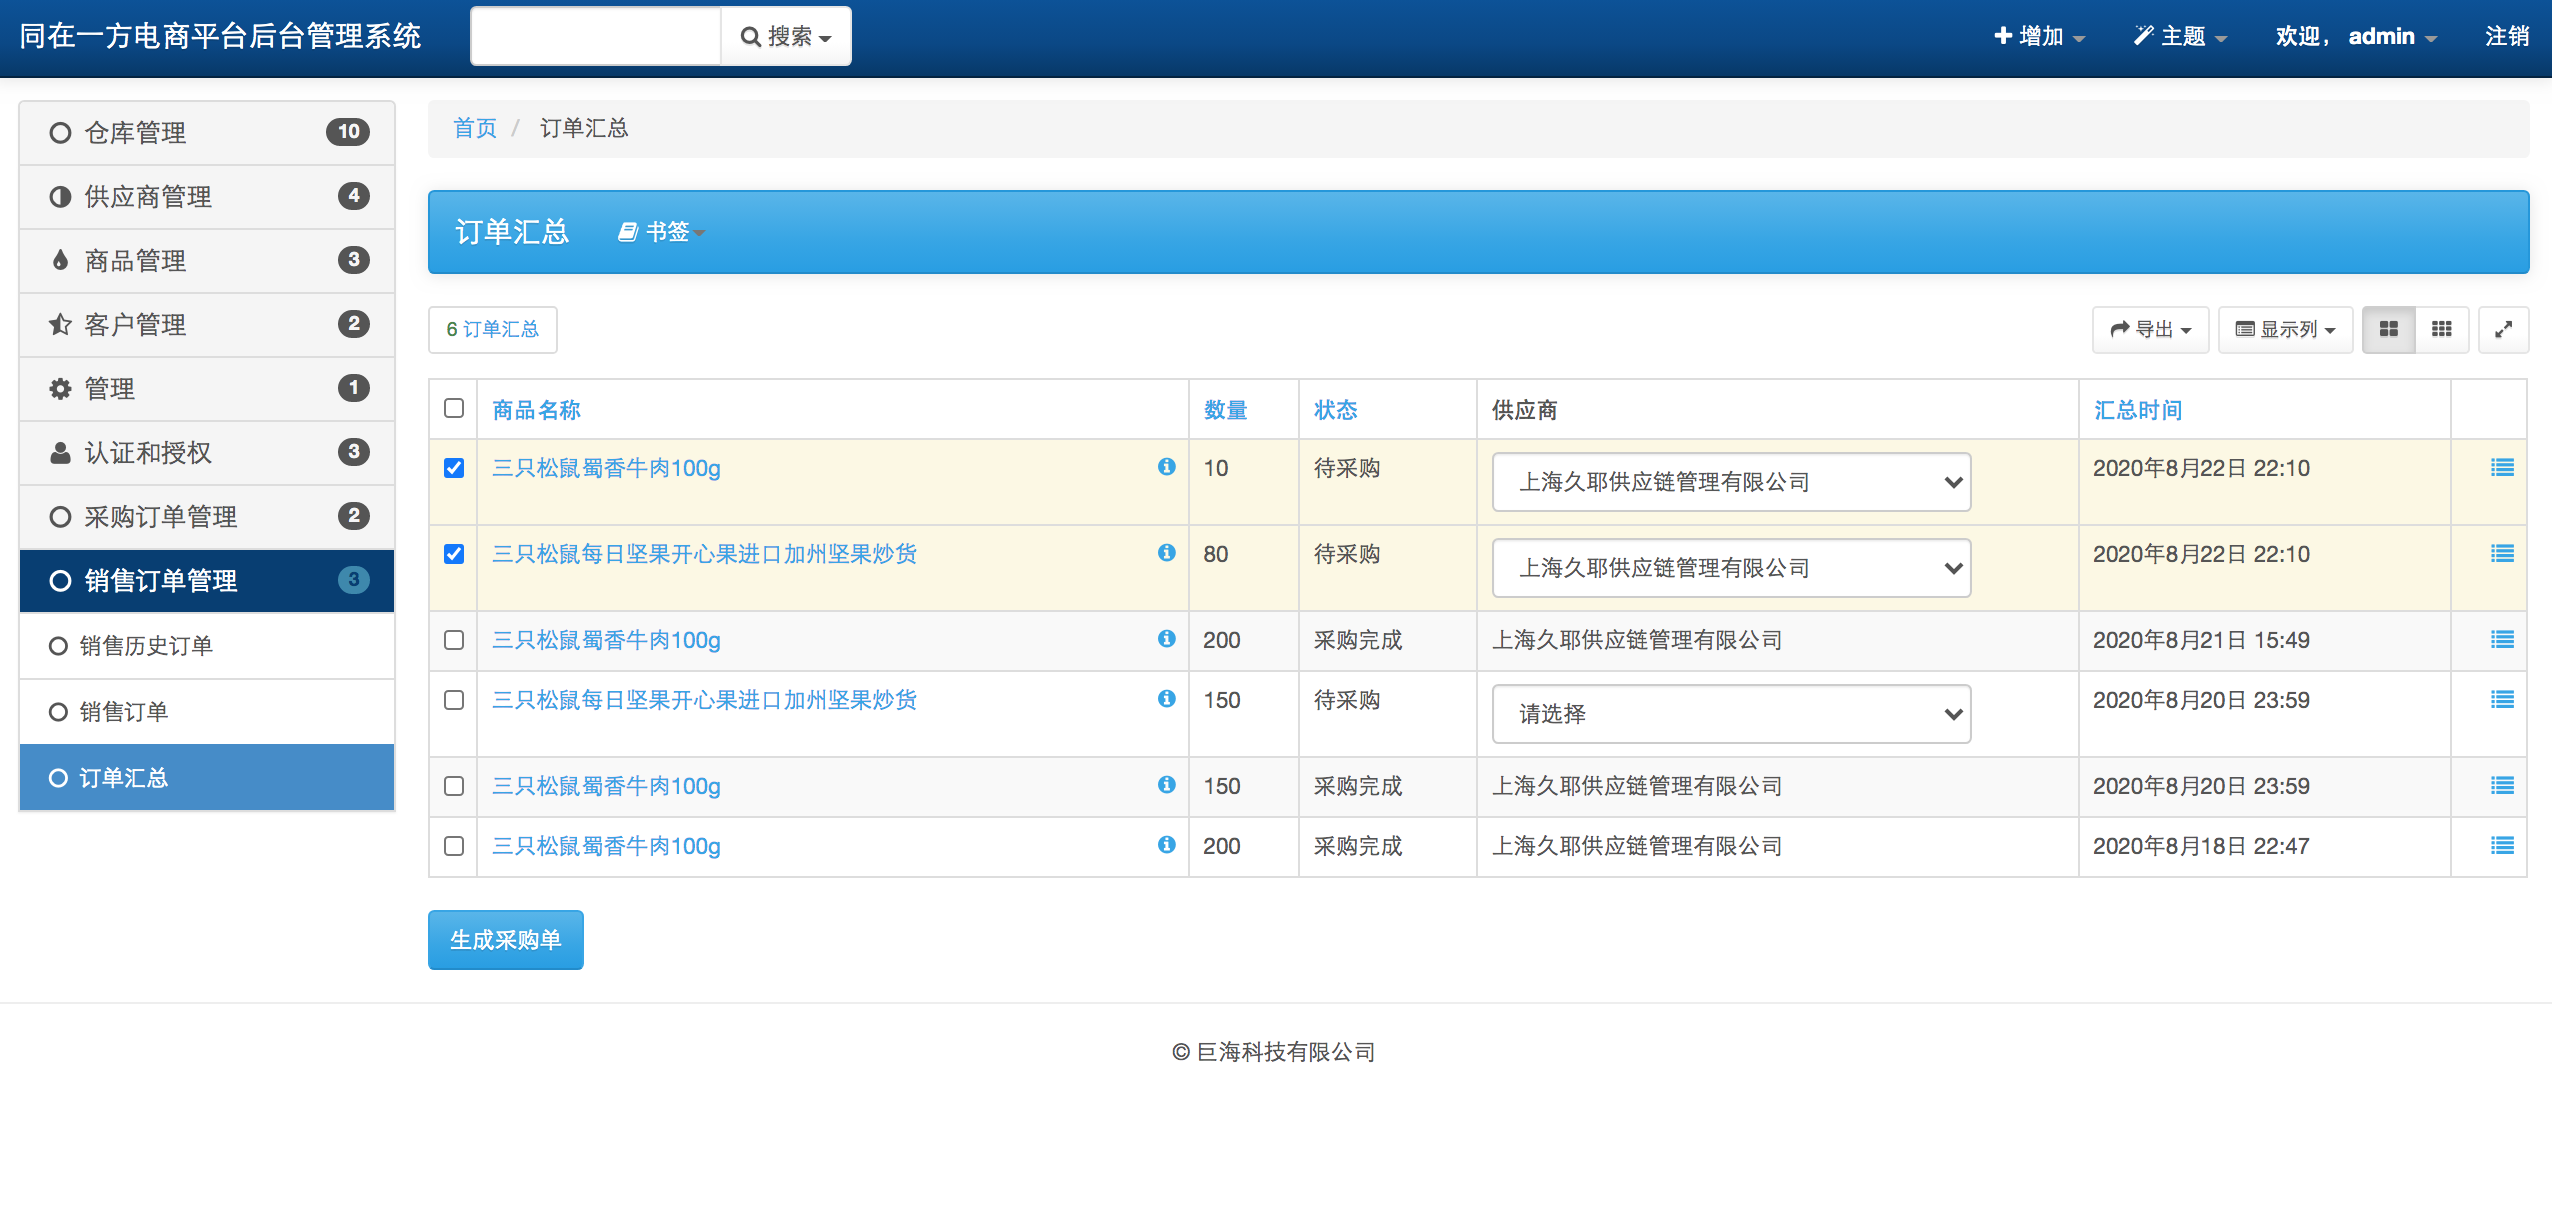 同在一方电商平台后台管理系统 搜索 增加 主题 欢迎，admin 注销
仓库管理 10
供应商管理 4
商品管理 3
客户管理 2
管理 1
认证和授权 3
采购订单管理 2
销售订单管理 3
销售历史订单
销售订单
订单汇总
首页 / 订单汇总
订单汇总 书签
6 订单汇总 导出 显示列
商品名称 数量 状态 供应商 汇总时间
三只松鼠蜀香牛肉100g 10 待采购 上海久耶供应链管理有限公司 2020年8月22日 22:10
三只松鼠每日坚果开心果进口加州坚果炒货 80 待采购 上海久耶供应链管理有限公司 2020年8月22日 22:10
三只松鼠蜀香牛肉100g 200 采购完成 上海久耶供应链管理有限公司 2020年8月21日 15:49
三只松鼠每日坚果开心果进口加州坚果炒货 150 待采购 请选择 2020年8月20日 23:59
三只松鼠蜀香牛肉100g 150 采购完成 上海久耶供应链管理有限公司 2020年8月20日 23:59
三只松鼠蜀香牛肉100g 200 采购完成 上海久耶供应链管理有限公司 2020年8月18日 22:47
生成采购单
© 巨海科技有限公司